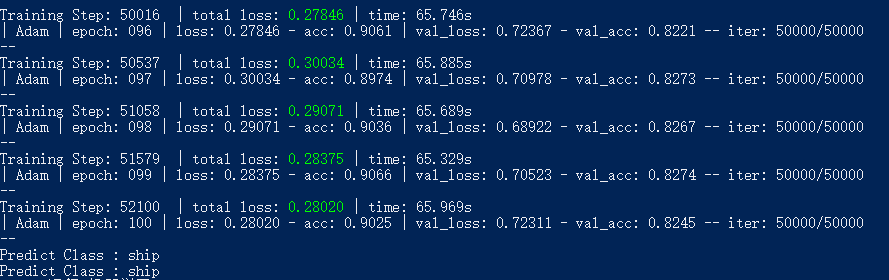 Training Step: 50016 | total loss: 0.27846 | time: 65.746s
| Adam | epoch: 096 | loss: 0.27846 - acc: 0.9061 | val_loss: 0.72367 - val_acc: 0.8221 -- iter: 50000/50000
--
Training Step: 50537 | total loss: 0.30034 | time: 65.885s
| Adam | epoch: 097 | loss: 0.30034 - acc: 0.8974 | val_loss: 0.70978 - val_acc: 0.8273 -- iter: 50000/50000
--
Training Step: 51058 | total loss: 0.29071 | time: 65.689s
| Adam | epoch: 098 | loss: 0.29071 - acc: 0.9036 | val_loss: 0.68922 - val_acc: 0.8267 -- iter: 50000/50000
--
Training Step: 51579 | total loss: 0.28375 | time: 65.329s
| Adam | epoch: 099 | loss: 0.28375 - acc: 0.9066 | val_loss: 0.70523 - val_acc: 0.8274 -- iter: 50000/50000
--
Training Step: 52100 | total loss: 0.28020 | time: 65.969s
| Adam | epoch: 100 | loss: 0.28020 - acc: 0.9025 | val_loss: 0.72311 - val_acc: 0.8245 -- iter: 50000/50000
--
Predict Class : ship
Predict Class : ship